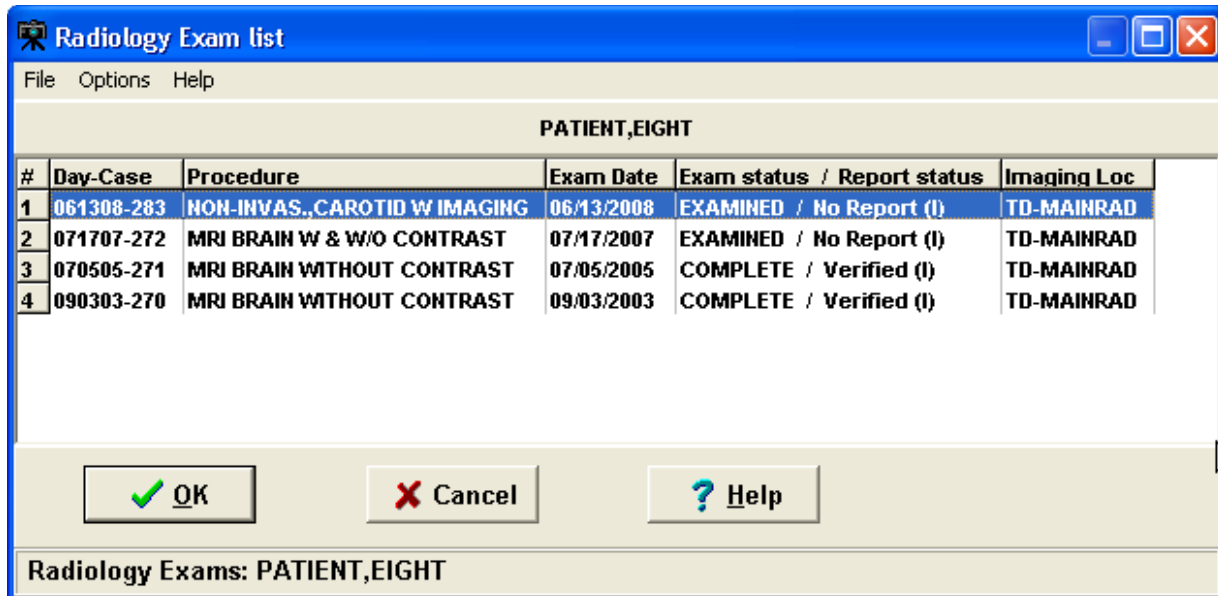 Radiology Exam list
File Options Help
PATIENT,EIGHT
# Day-Case Procedure Exam Date Exam status / Report status Imaging Loc
1 061308-283 NON-INVAS.,CAROTID W IMAGING 06/13/2008 EXAMINED / No Report (I) TD-MAINRAD
2 071707-272 MRI BRAIN W & W/O CONTRAST 07/17/2007 EXAMINED / No Report (I) TD-MAINRAD
3 070505-271 MRI BRAIN WITHOUT CONTRAST 07/05/2005 COMPLETE / Verified (I) TD-MAINRAD
4 090303-270 MRI BRAIN WITHOUT CONTRAST 09/03/2003 COMPLETE / Verified (I) TD-MAINRAD
OK Cancel ? Help
Radiology Exams: PATIENT,EIGHT